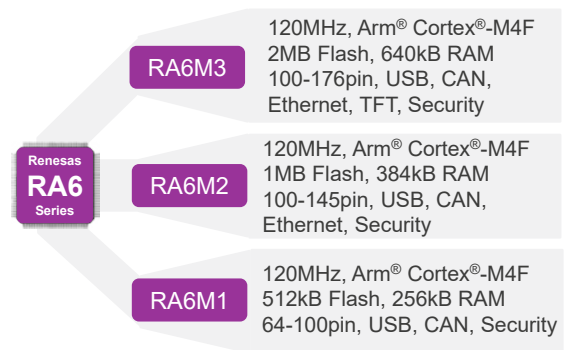 RA6M3
120MHz, Arm® Cortex®-M4F
2MB Flash, 640kB RAM
100-176pin, USB, CAN,
Ethernet, TFT, Security
Renesas
RA6
Series
RA6M2
120MHz, Arm® Cortex®-M4F
1MB Flash, 384kB RAM
100-145pin, USB, CAN,
Ethernet, Security
RA6M1
120MHz, Arm® Cortex®-M4F
512kB Flash, 256kB RAM
64-100pin, USB, CAN, Security